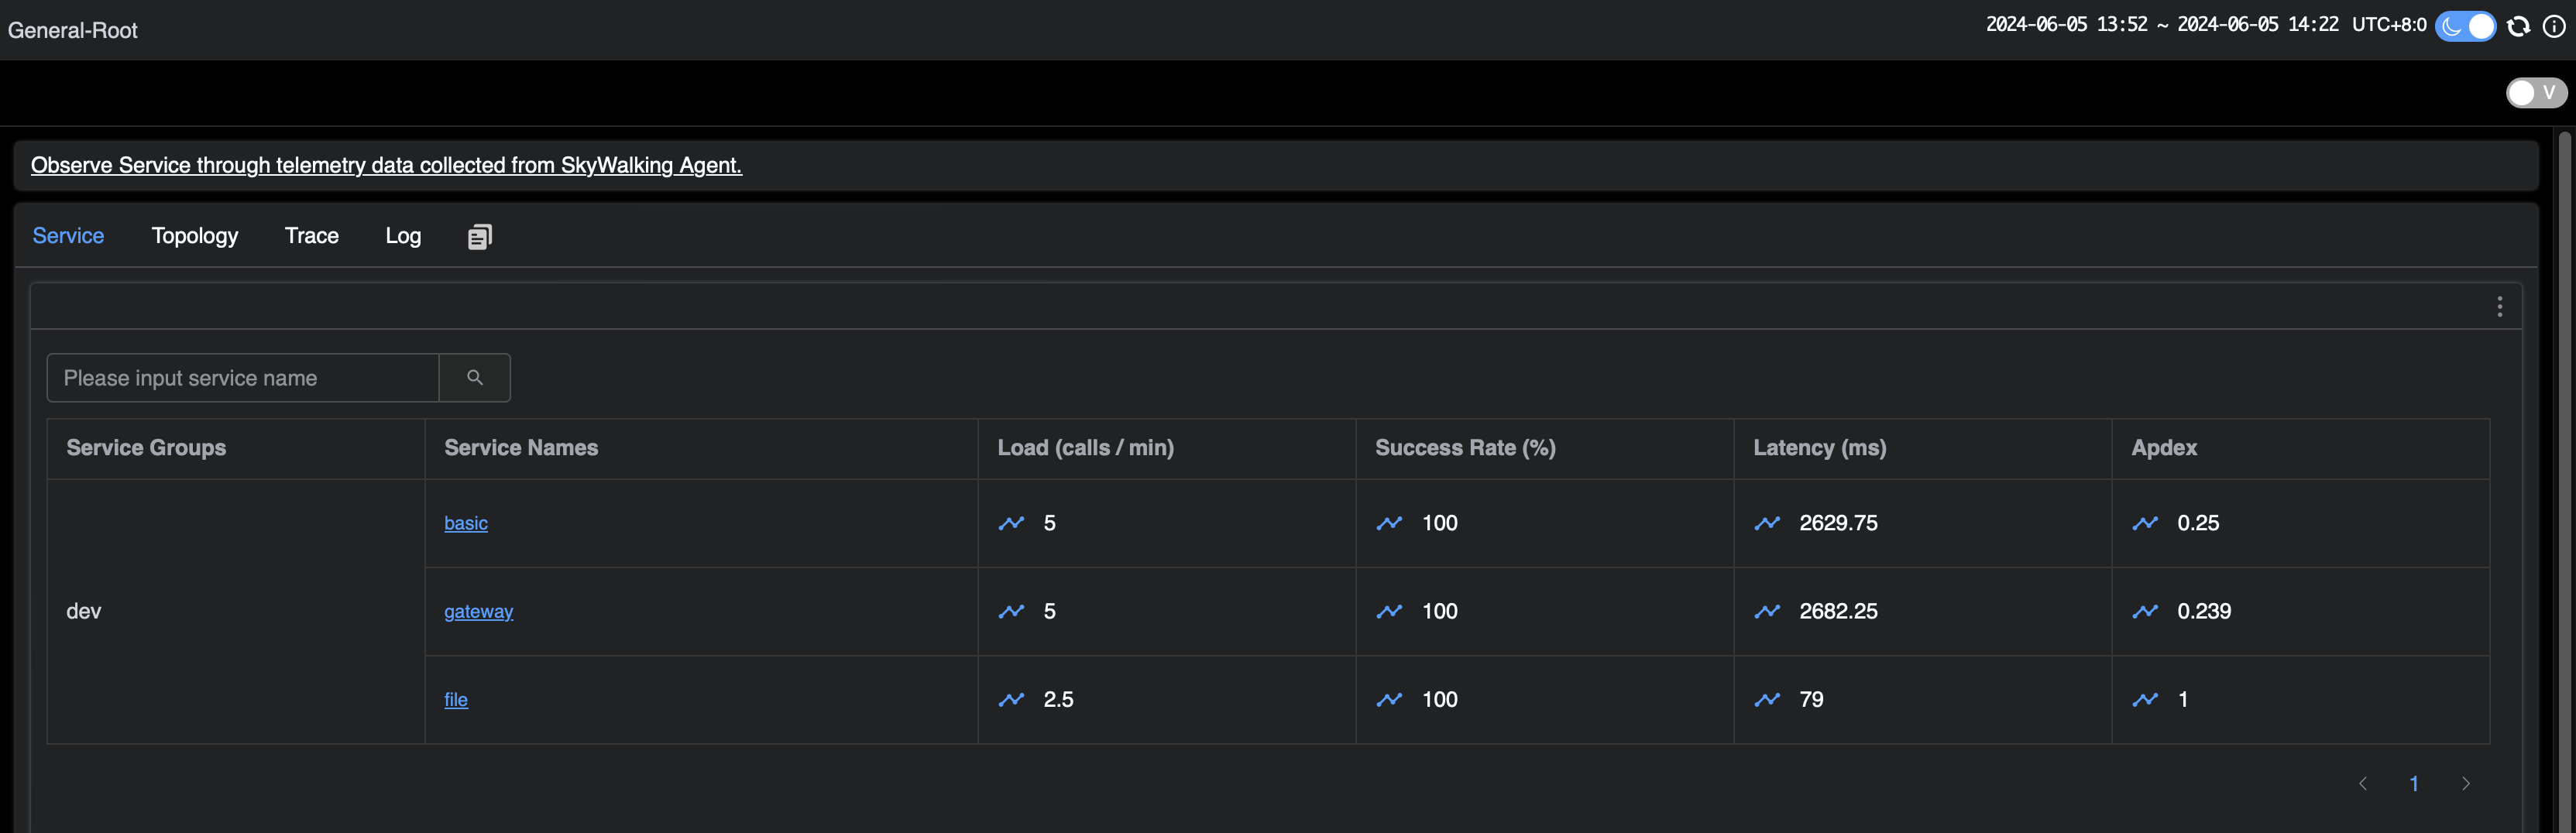 General-Root
2024-06-05 13:52 ~ 2024-06-05 14:22 UTC+8:0
V
Observe Service through telemetry data collected from SkyWalking Agent.
Service Topology Trace Log
Please input service name
Service Groups Service Names Load (calls / min) Success Rate (%) Latency (ms) Apdex
basic 5 100 2629.75 0.25
dev gateway 5 100 2682.25 0.239
file 2.5 100 79 1
1